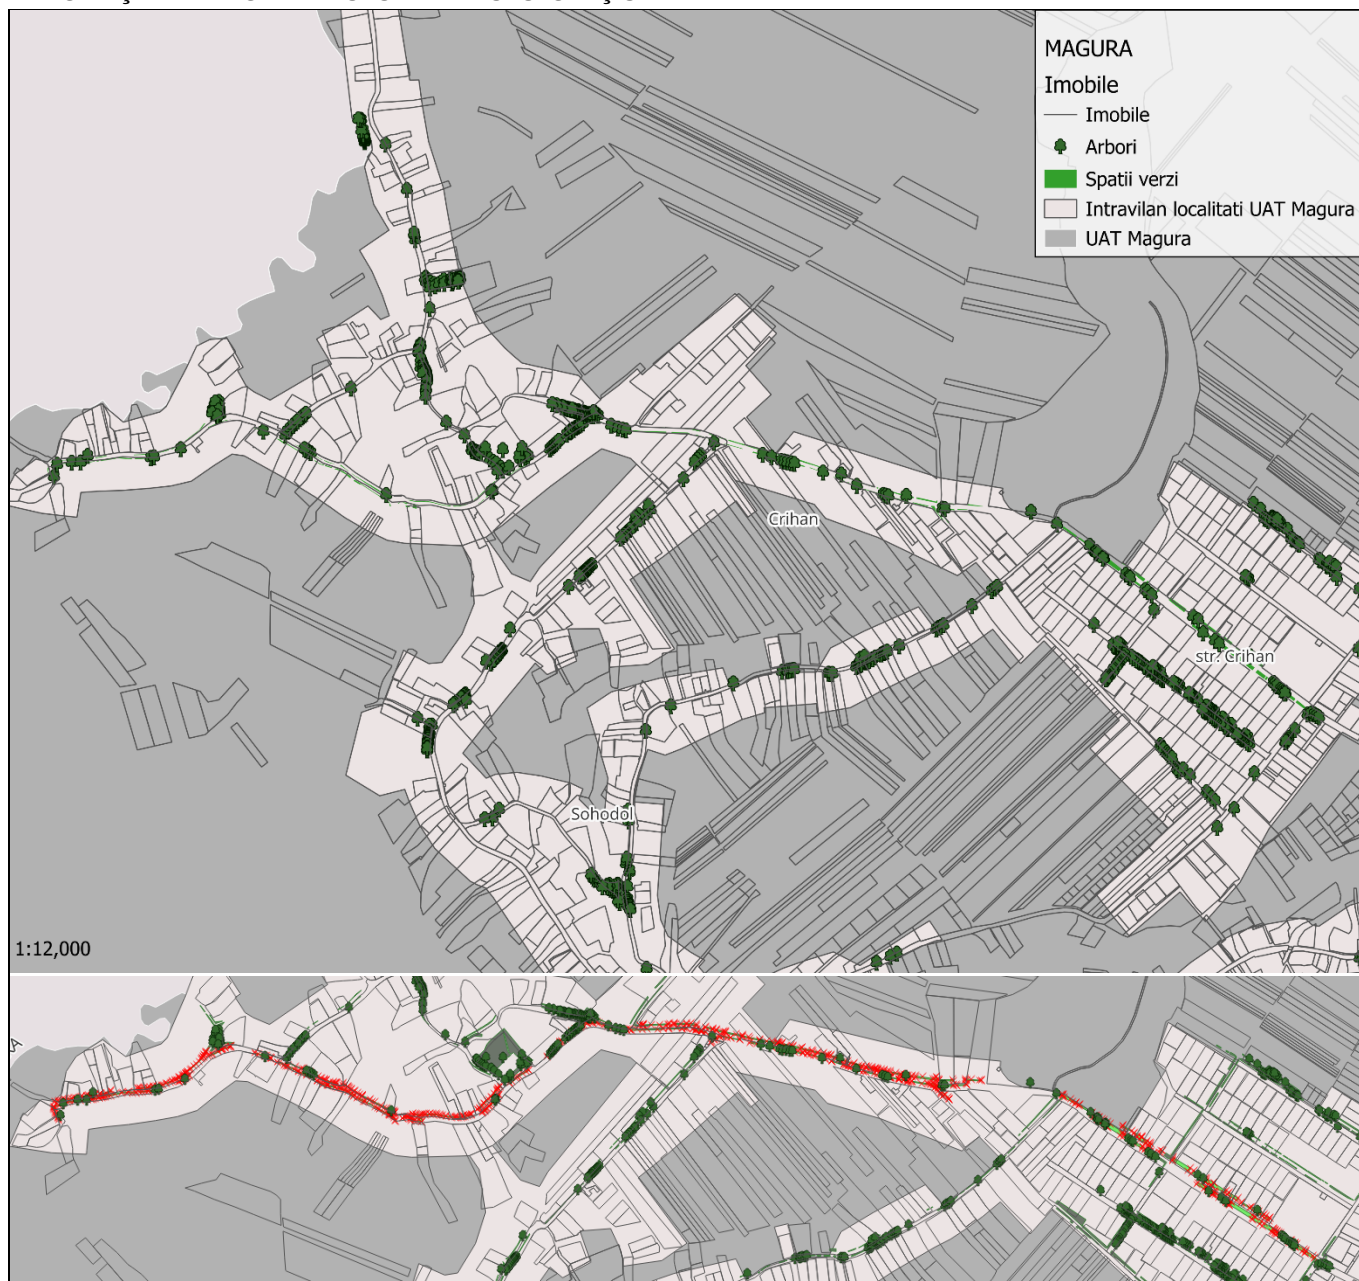 MAGURA
Imobile
Imobile
Arbori
Spatii verzi
Intravilan localitati UAT Magura
UAT Magura
Crihan
str. Crihan
Sohodol
1:12,000